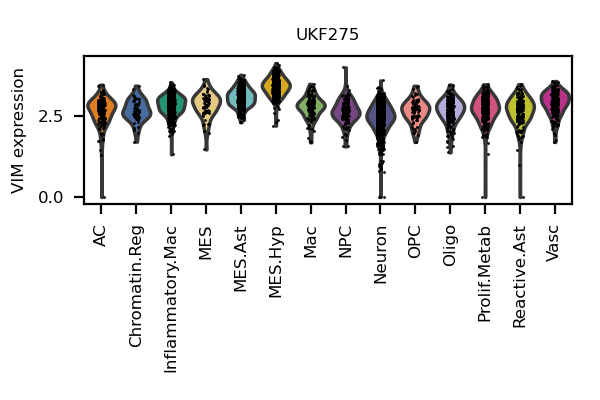 UKF275
VIM expression
2.5
0.0
AC
Chromatin.Reg
Inflammatory.Mac
MES
MES.Ast
MES.Hyp
Mac
NPC
Neuron
OPC
Oligo
Prolif.Metab
Reactive.Ast
Vasc